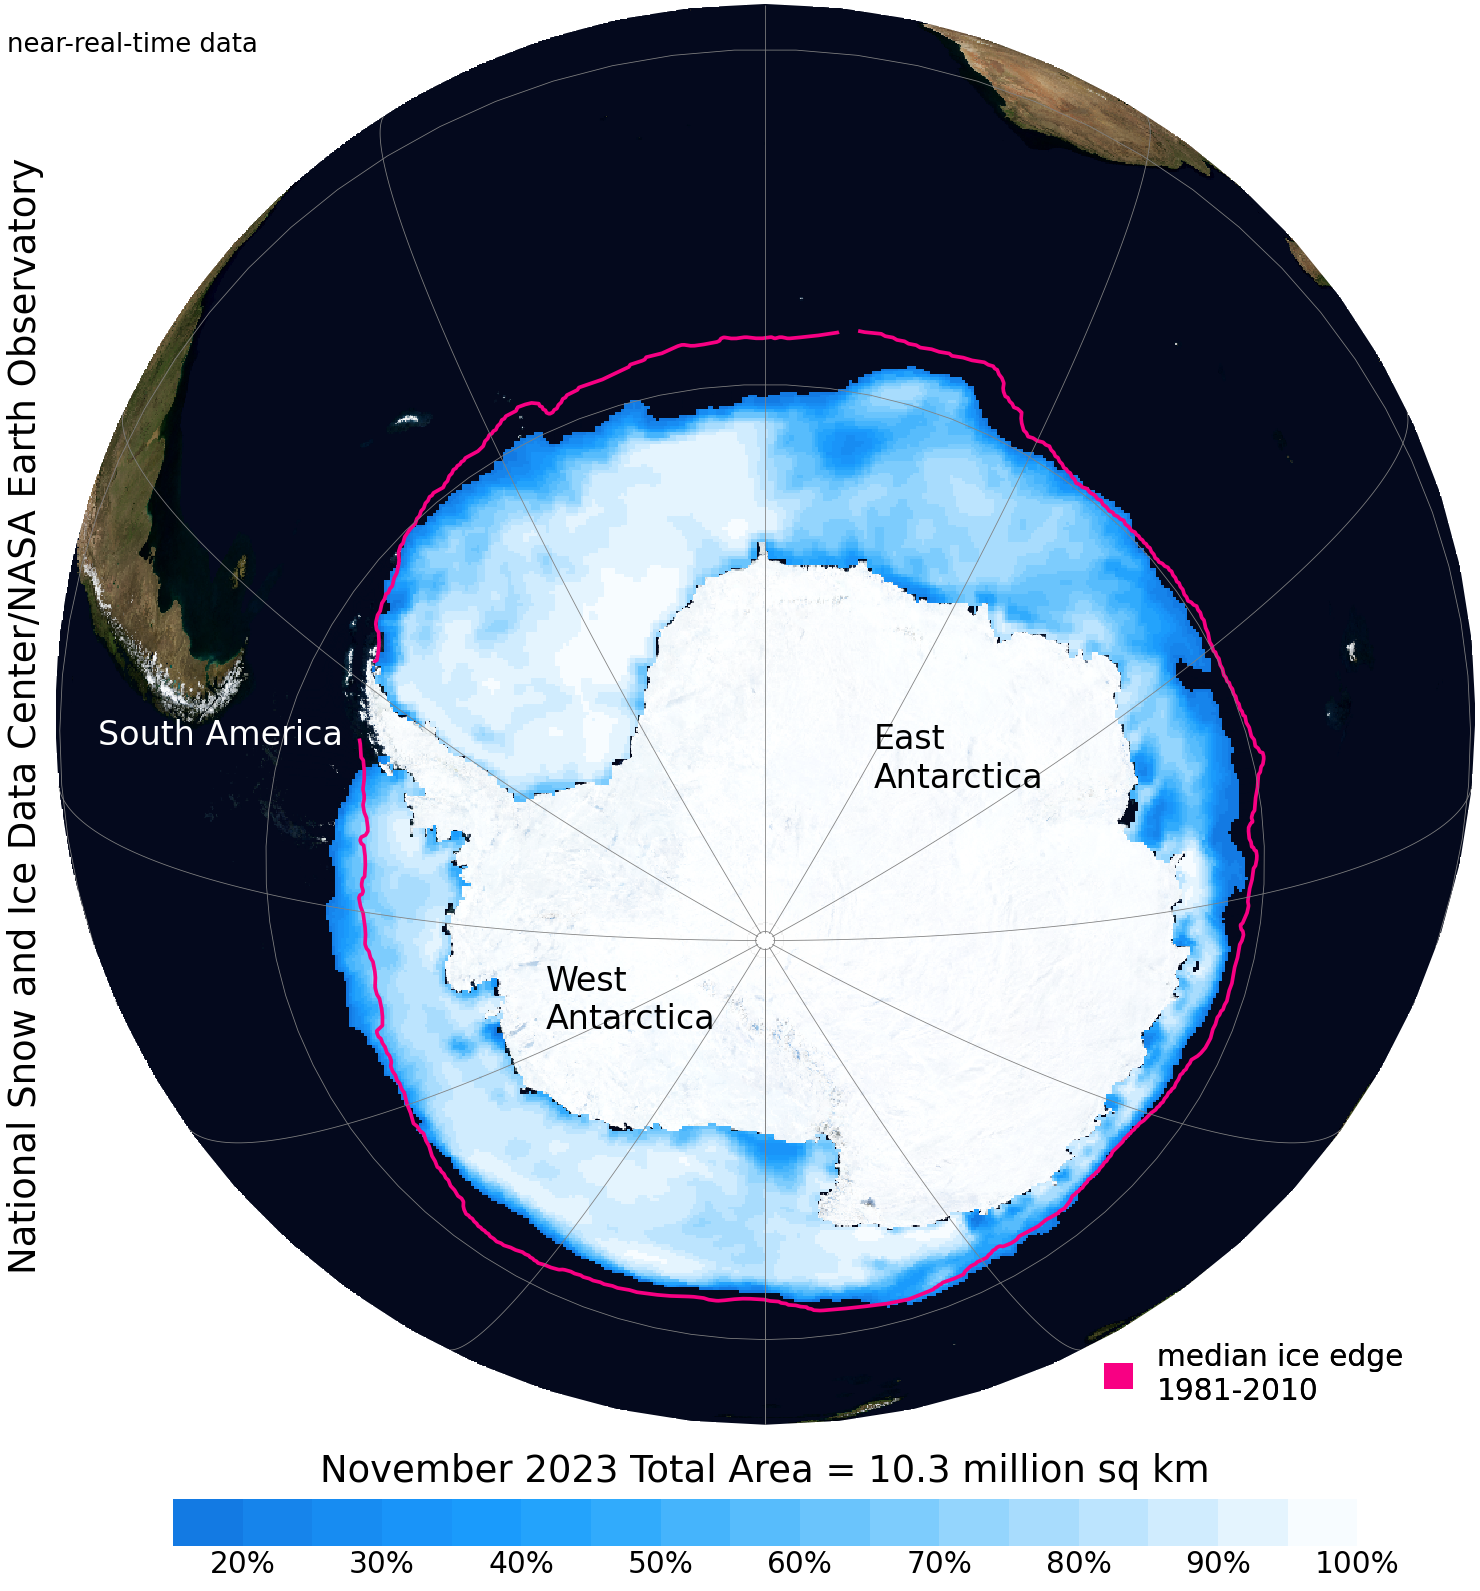 near-real-time data
National Snow and Ice Data Center/NASA Earth Observatory
South America
East
Antarctica
West
Antarctica
median ice edge
1981-2010
November 2023 Total Area = 10.3 million sq km
20% 30% 40% 50% 60% 70% 80% 90% 100%